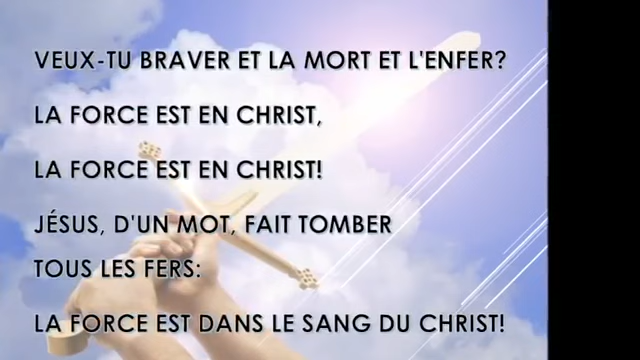 VEUX-TU BRAVER ET LA MORT ET L'ENFER?
LA FORCE EST EN CHRIST,
LA FORCE EST EN CHRIST!
JÉSUS, D'UN MOT, FAIT TOMBER
TOUS LES FERS:
LA FORCE EST DANS LE SANG DU CHRIST!